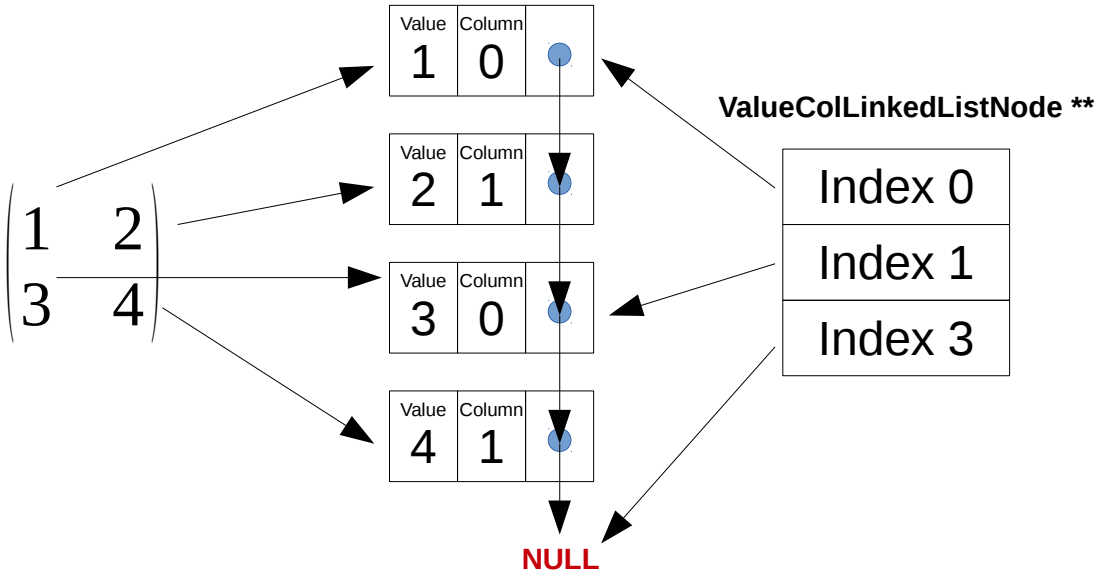 Value Column
1 0
ValueColLinkedListNode **
Value Column
2 1
Index 0
1 2
3 4
Index 1
Value Column
3 0
Index 3
Value Column
4 1
NULL